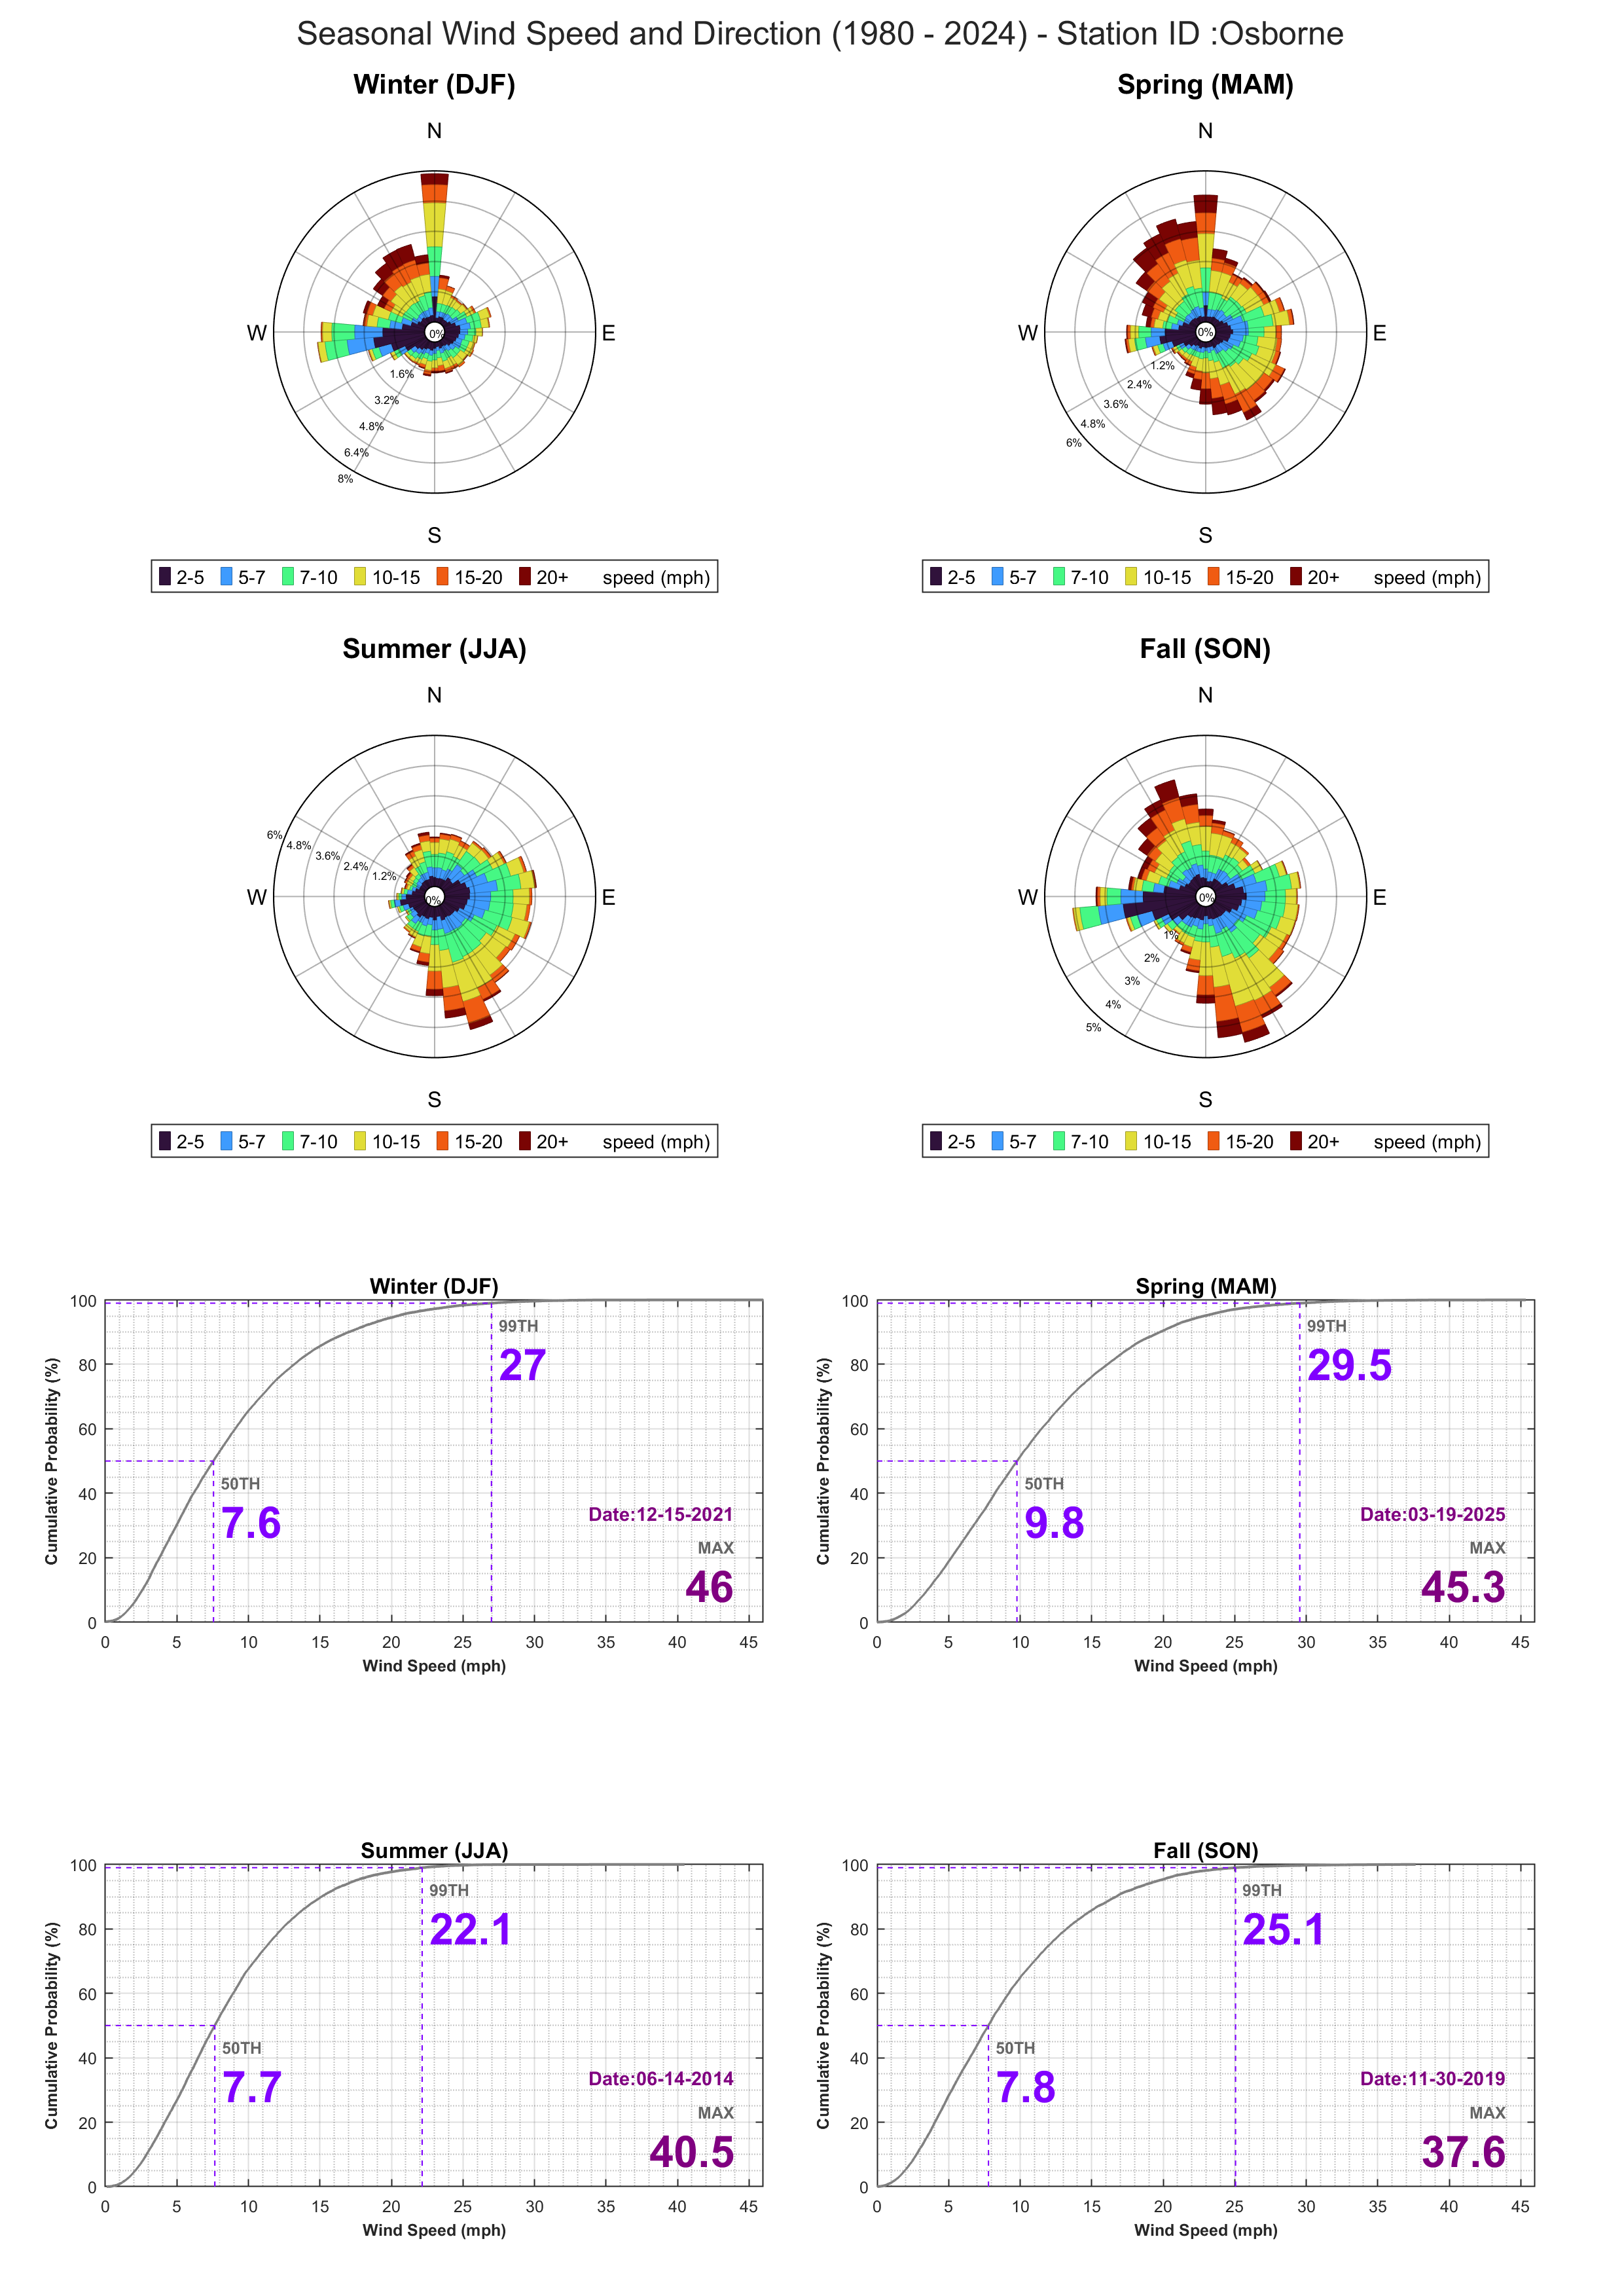 Seasonal Wind Speed and Direction (1980 - 2024) - Station ID :Osborne
Winter (DJF)
N
W
E
S
0%
1.6%
3.2%
4.8%
6.4%
8%
2-5 5-7 7-10 10-15 15-20 20+ speed (mph)
Spring (MAM)
N
W
E
S
0%
1.2%
2.4%
3.6%
4.8%
6%
2-5 5-7 7-10 10-15 15-20 20+ speed (mph)
Summer (JJA)
N
W
E
S
6%
4.8%
3.6%
2.4%
1.2%
0%
2-5 5-7 7-10 10-15 15-20 20+ speed (mph)
Fall (SON)
N
W
E
S
0%
1%
2%
3%
4%
5%
2-5 5-7 7-10 10-15 15-20 20+ speed (mph)
Winter (DJF)
Cumulative Probability (%)
100
80
60
40
20
0
99TH
27
50TH
7.6
Date:12-15-2021
MAX
46
0 5 10 15 20 25 30 35 40 45
Wind Speed (mph)
Spring (MAM)
Cumulative Probability (%)
100
80
60
40
20
0
99TH
29.5
50TH
9.8
Date:03-19-2025
MAX
45.3
0 5 10 15 20 25 30 35 40 45
Wind Speed (mph)
Summer (JJA)
Cumulative Probability (%)
100
80
60
40
20
0
99TH
22.1
50TH
7.7
Date:06-14-2014
MAX
40.5
0 5 10 15 20 25 30 35 40 45
Wind Speed (mph)
Fall (SON)
Cumulative Probability (%)
100
80
60
40
20
0
99TH
25.1
50TH
7.8
Date:11-30-2019
MAX
37.6
0 5 10 15 20 25 30 35 40 45
Wind Speed (mph)